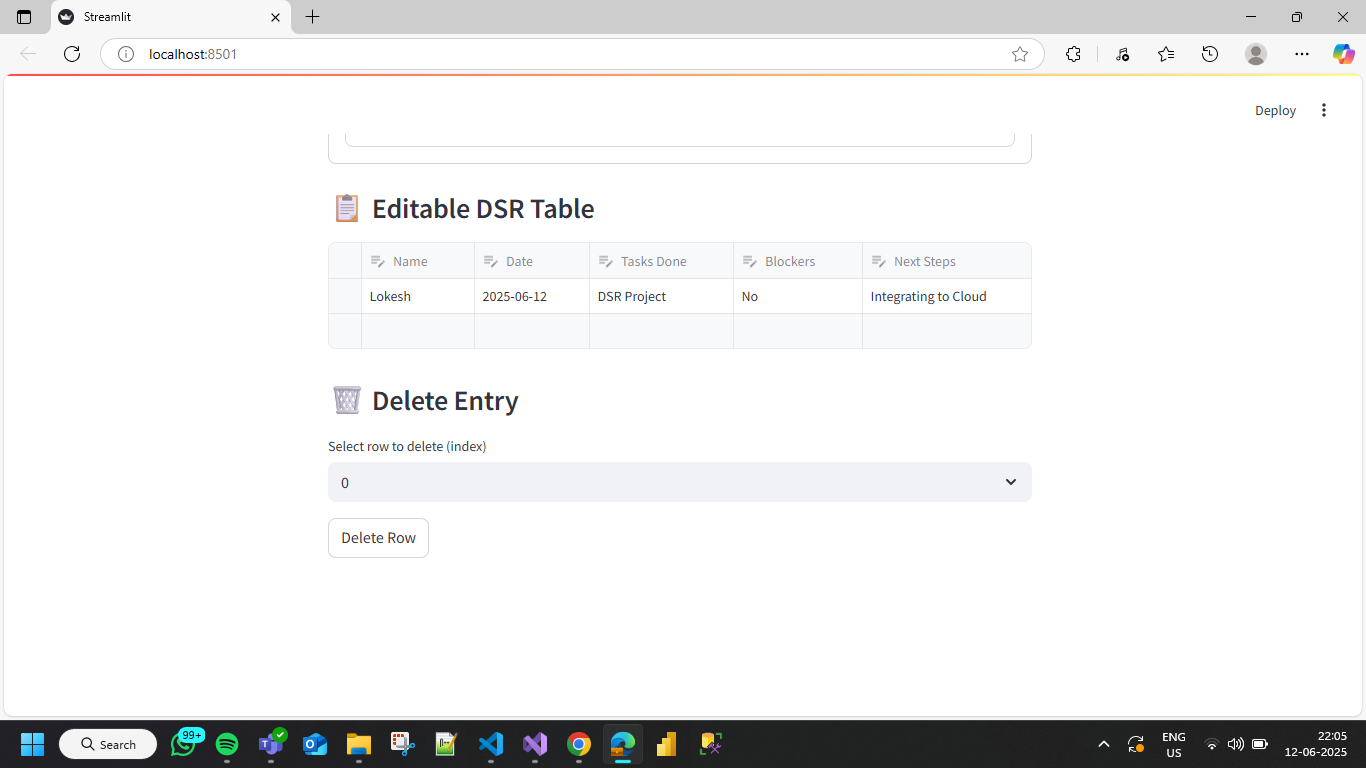 Streamlit
localhost:8501
Deploy
Editable DSR Table
Name Date Tasks Done Blockers Next Steps
Lokesh 2025-06-12 DSR Project No Integrating to Cloud
Delete Entry
Select row to delete (index)
0
Delete Row
99+
Search
ENG
US
22:05
12-06-2025